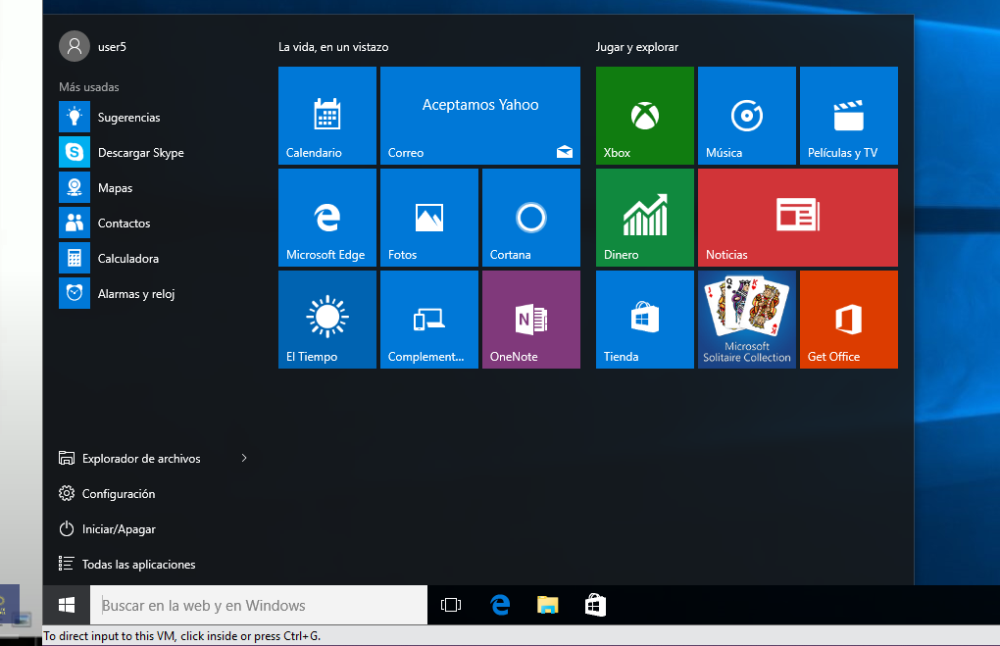 user5
Más usadas
Sugerencias
Descargar Skype
Mapas
Contactos
Calculadora
Alarmas y reloj
Explorador de archivos
Configuración
Iniciar/Apagar
Todas las aplicaciones
La vida, en un vistazo
Calendario
Aceptamos Yahoo
Correo
Microsoft Edge
Fotos
Cortana
El Tiempo
Complement...
OneNote
Jugar y explorar
Xbox
Música
Películas y TV
Dinero
Noticias
Tienda
Microsoft
Solitaire Collection
Get Office
Buscar en la web y en Windows
To direct input to this VM, click inside or press Ctrl+G.